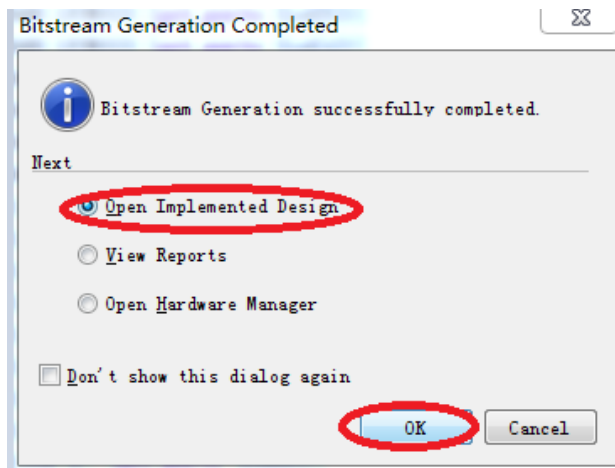 Bitstream Generation Completed
Bitstream Generation successfully completed.
Next
Open Implemented Design
View Reports
Open Hardware Manager
Don't show this dialog again
OK
Cancel